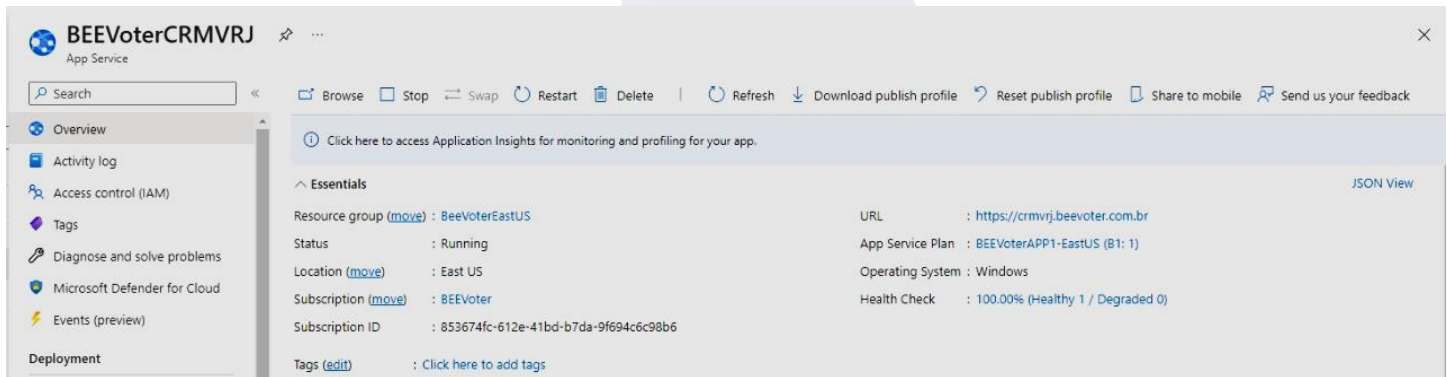 BEEVoterCRMVRJ
App Service
Search
Browse Stop Swap Restart Delete Refresh Download publish profile Reset publish profile Share to mobile Send us your feedback
Overview
Activity log
Access control (IAM)
Tags
Diagnose and solve problems
Microsoft Defender for Cloud
Events (preview)
Deployment
Click here to access Application Insights for monitoring and profiling for your app.
Essentials
JSON View
Resource group (move) : BeeVoterEastUS
Status : Running
Location (move) : East US
Subscription (move) : BEEVoter
Subscription ID : 853674fc-612e-41bd-b7da-9f694c6c98b6
Tags (edit) : Click here to add tags
URL : https://crmvrj.beevoter.com.br
App Service Plan : BEEVoterAPP1-EastUS (B1: 1)
Operating System : Windows
Health Check : 100.00% (Healthy 1 / Degraded 0)